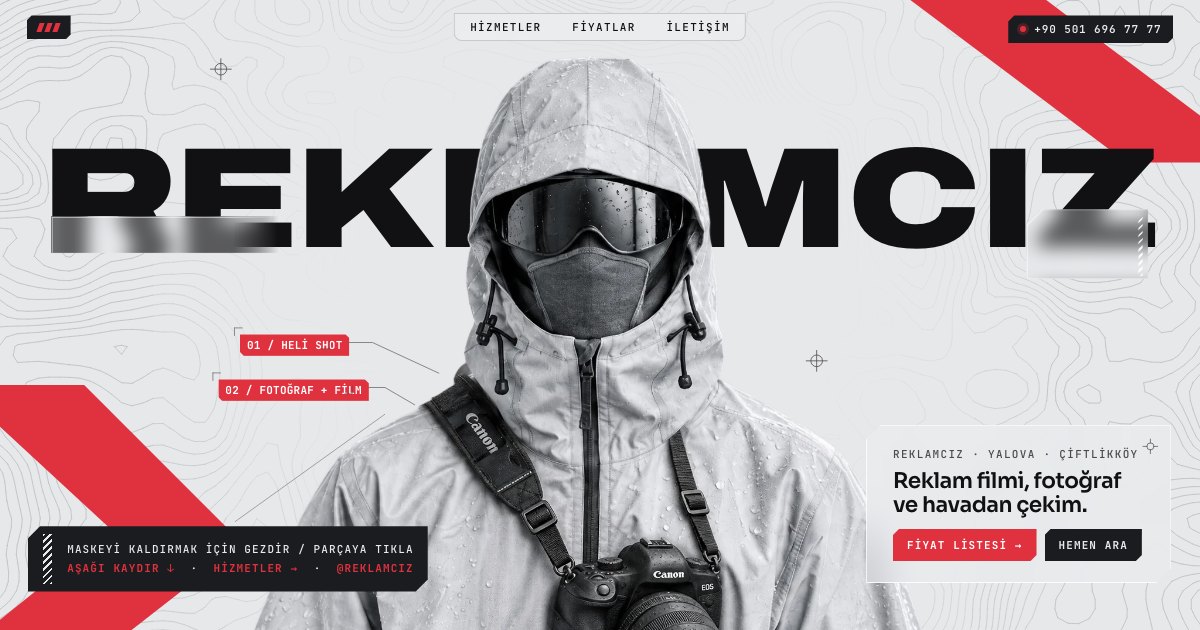 HİZMETLER FİYATLAR İLETİŞİM
+90 501 696 77 77
REKLAMCIZ.
01 / HELİ SHOT
02 / FOTOĞRAF + FİLM
Canon
REKLAMCIZ · YALOVA · ÇİFTLİKKÖY
Reklam filmi, fotoğraf
ve havadan çekim.
FİYAT LİSTESİ →
HEMEN ARA
MASKEYİ KALDIRMAK İÇİN GEZDİR / PARÇAYA TIKLA
AŞAĞI KAYDIR ↓ · HİZMETLER → · @REKLAMCIZ
Canon
EOS